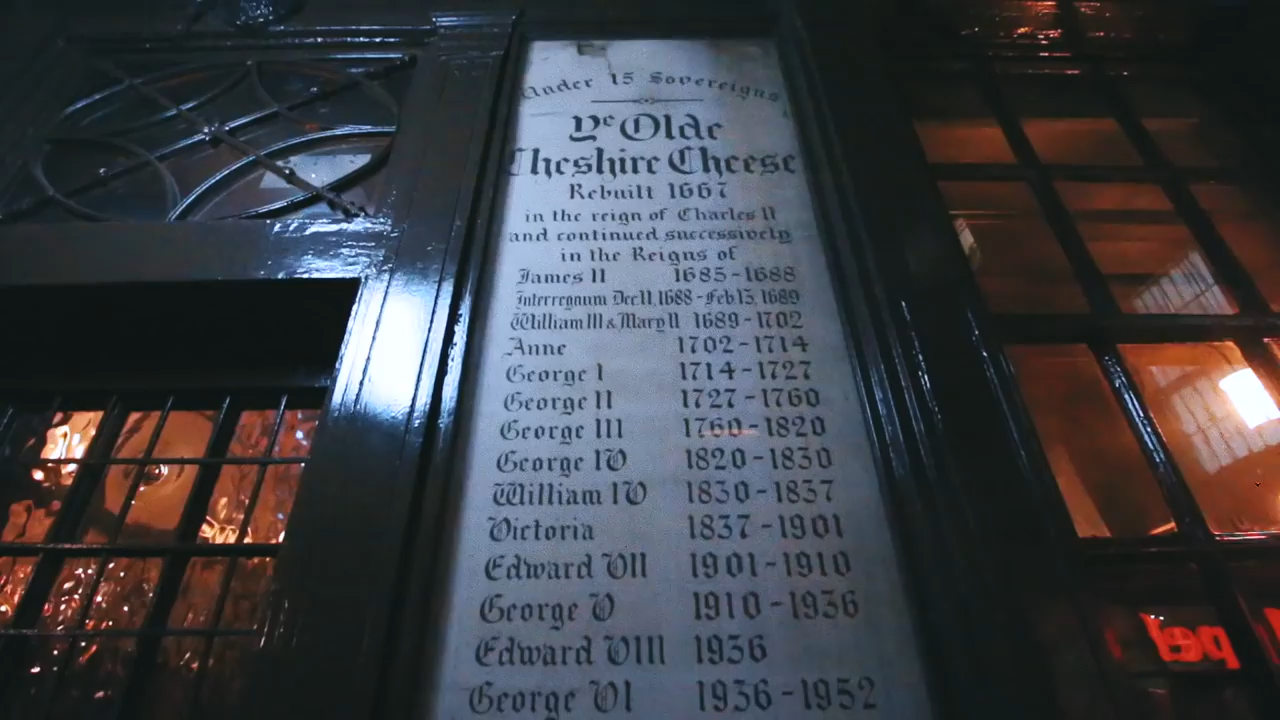 Under 15 Sovereigns
Ye Olde
Cheshire Cheese
Rebuilt 1667
in the reign of Charles II
and continued successively
in the Reigns of
James II 1685-1688
Interregnum Dec 11, 1688-Feb 13, 1689
William III & Mary II 1689-1702
Anne 1702-1714
George I 1714-1727
George II 1727-1760
George III 1760-1820
George IV 1820-1830
William IV 1830-1837
Victoria 1837-1901
Edward VII 1901-1910
George V 1910-1936
Edward VIII 1936
George VI 1936-1952